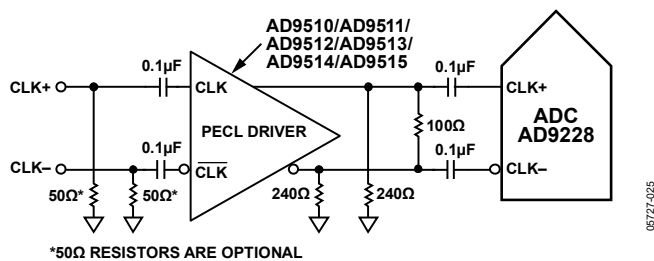 AD9510/AD9511/
AD9512/AD9513/
AD9514/AD9515
0.1µF
0.1µF
CLK+
CLK
CLK+
PECL DRIVER
ADC
AD9228
100Ω
0.1µF
0.1µF
CLK–
CLK
CLK–
50Ω*
50Ω*
240Ω
240Ω
*50Ω RESISTORS ARE OPTIONAL
05727-025